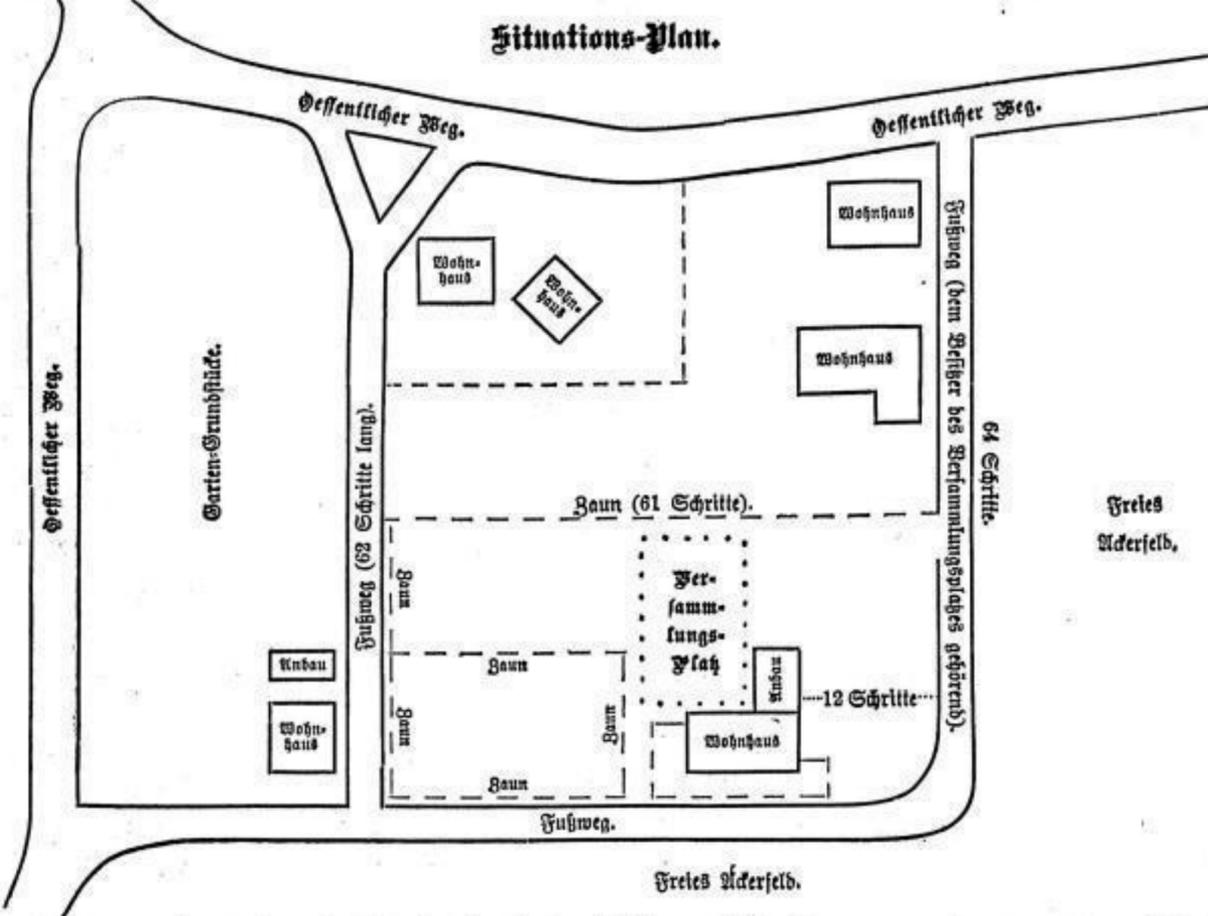 Situations-Plan.
Oeffentlicher Weg.
Oeffentlicher Weg.
Wohnhaus
Wohn-
haus
Wohn-
haus
Wohnhaus
Oeffentlicher Weg.
Garten-Grundstücke.
Fußweg (62 Schritte lang).
Fußweg (dem Besitzer des Versammlungsplatzes gehörend).
64 Schritte.
Freies
Ackerfeld.
Zaun (61 Schritte).
Zaun
Ver-
samm-
lungs-
Platz
Anbau
Zaun
Anbau
12 Schritte
Wohn-
haus
Zaun
Zaun
Wohnhaus
Zaun
Fußweg.
Freies Ackerfeld.